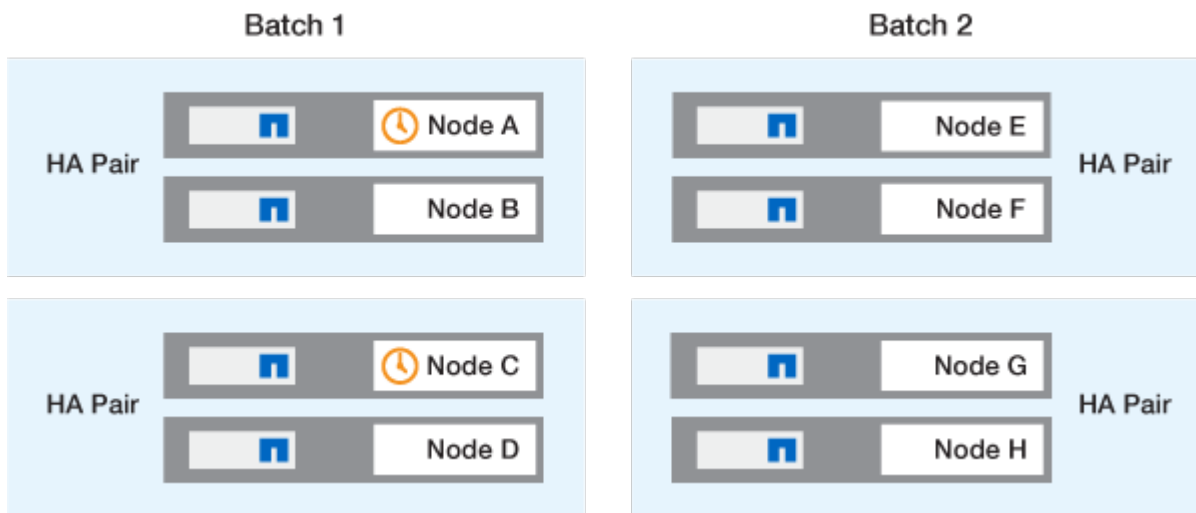 Batch 1
HA Pair
Node A
Node B
HA Pair
Node C
Node D
Batch 2
Node E
Node F
HA Pair
Node G
Node H
HA Pair